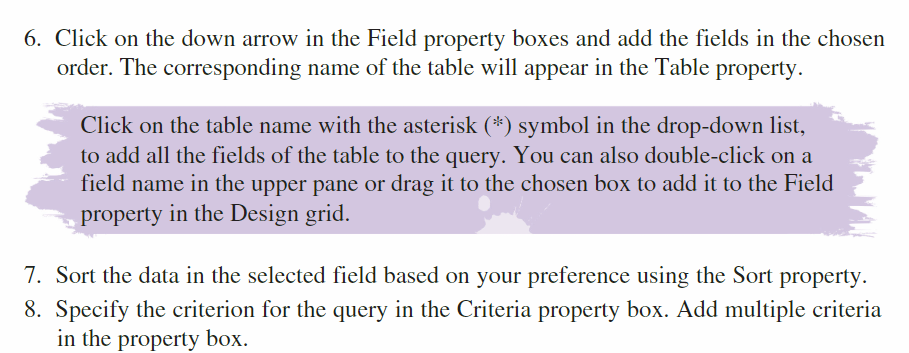 6. Click on the down arrow in the Field property boxes and add the fields in the chosen
order. The corresponding name of the table will appear in the Table property.
Click on the table name with the asterisk (*) symbol in the drop-down list,
to add all the fields of the table to the query. You can also double-click on a
field name in the upper pane or drag it to the chosen box to add it to the Field
property in the Design grid.
7. Sort the data in the selected field based on your preference using the Sort property.
8. Specify the criterion for the query in the Criteria property box. Add multiple criteria
in the property box.